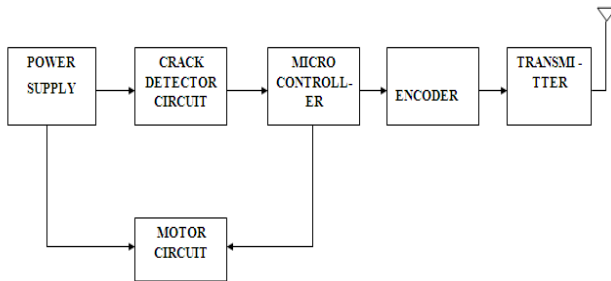 POWER
SUPPLY
CRACK
DETECTOR
CIRCUIT
MICRO
CONTROLL-
ER
ENCODER
TRANSMI -
TTER
MOTOR
CIRCUIT